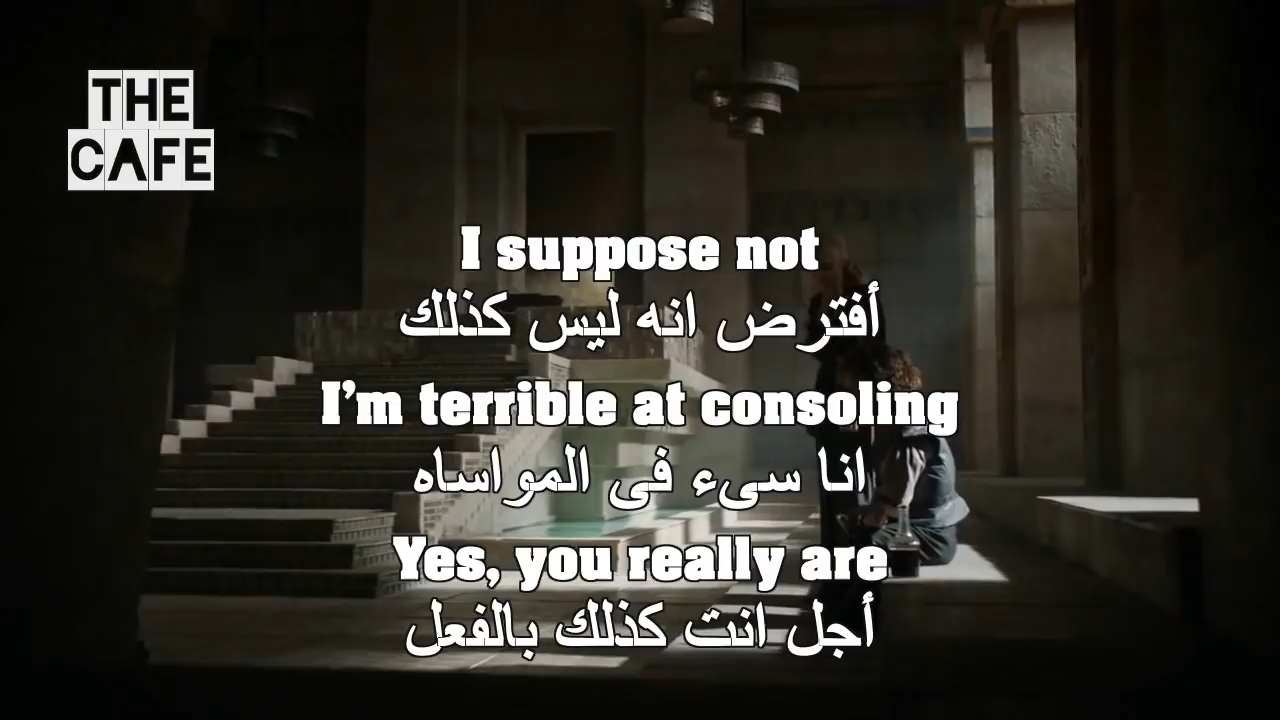 THE
CAFE
I suppose not
أفترض انه ليس كذلك
I'm terrible at consoling
انا سىء فى المواساه
Yes, you really are
أجل انت كذلك بالفعل